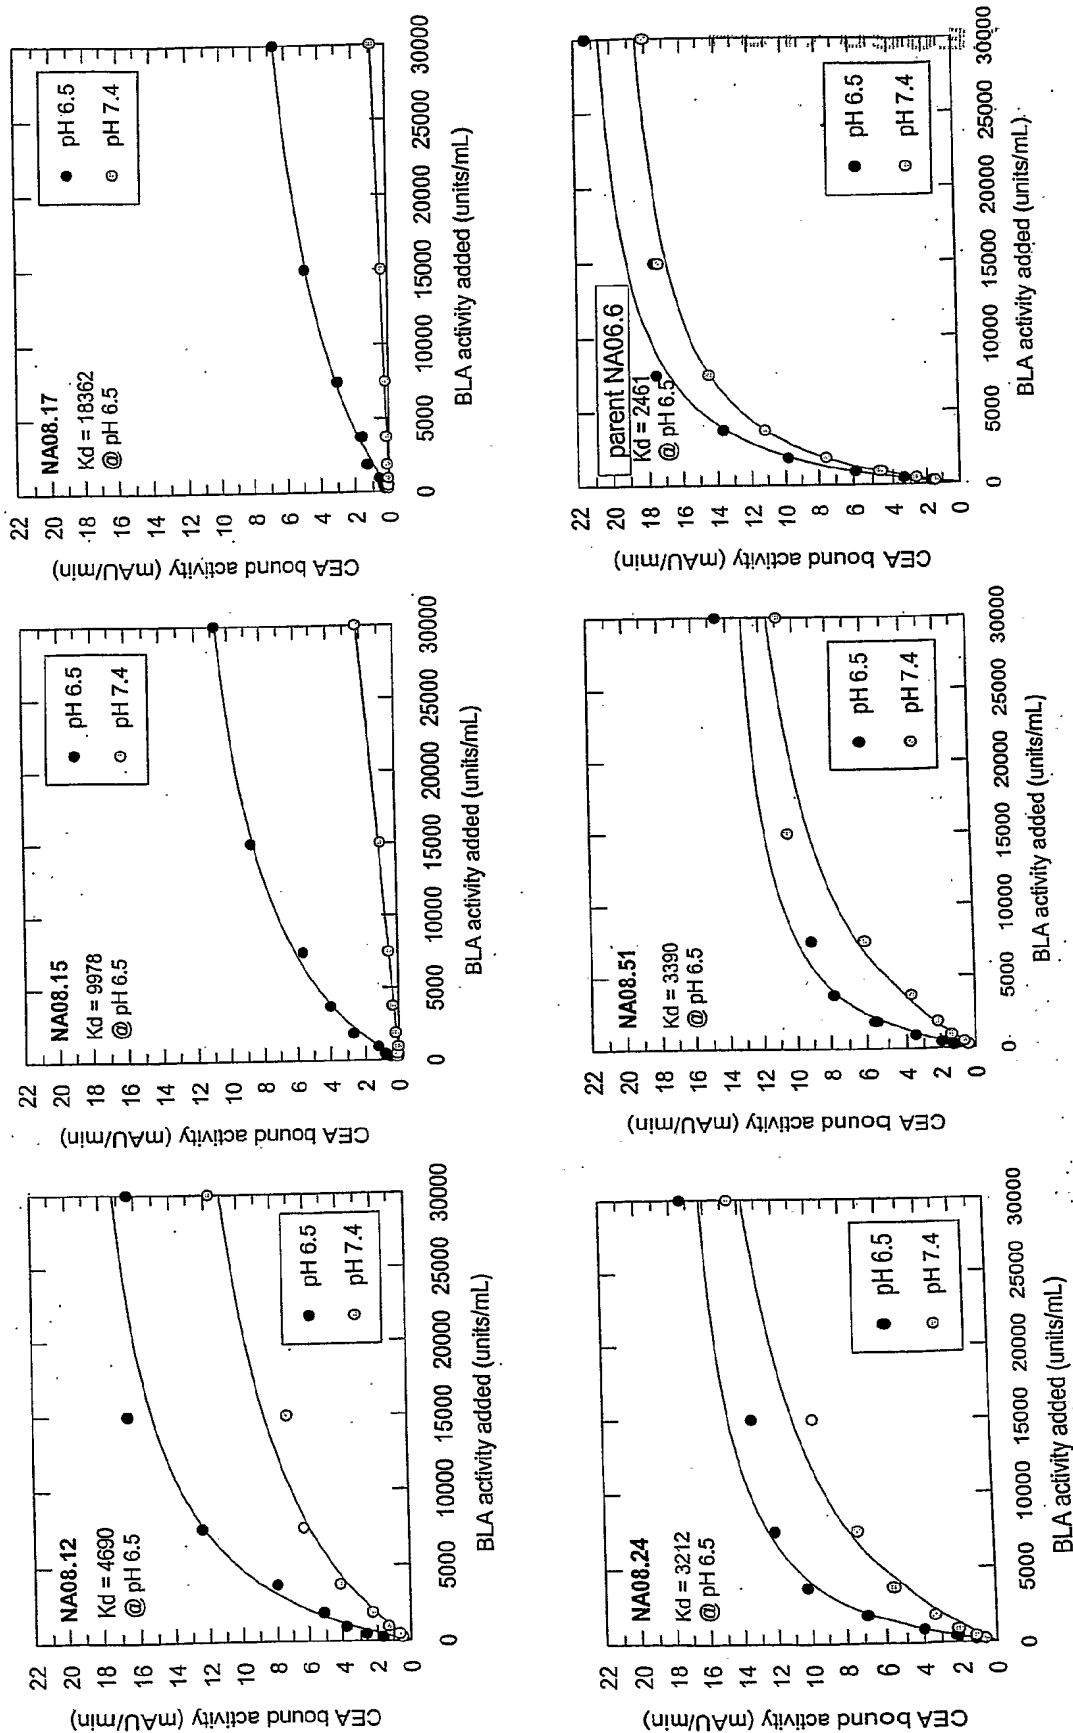 NA08.12
Kd = 4690
@ pH 6.5
pH 6.5
pH 7.4
CEA bound activity (mAU/min)
22
20
18
16
14
12
10
8
6
4
2
0
0 5000 10000 15000 20000 25000 30000
BLA activity added (units/mL)
NA08.15
Kd = 9978
@ pH 6.5
pH 6.5
pH 7.4
CEA bound activity (mAU/min)
22
20
18
16
14
12
10
8
6
4
2
0
0 5000 10000 15000 20000 25000 30000
BLA activity added (units/mL)
NA08.17
Kd = 18362
@ pH 6.5
pH 6.5
pH 7.4
CEA bound activity (mAU/min)
22
20
18
16
14
12
10
8
6
4
2
0
0 5000 10000 15000 20000 25000 30000
BLA activity added (units/mL)
NA08.24
Kd = 3212
@ pH 6.5
pH 6.5
pH 7.4
CEA bound activity (mAU/min)
22
20
18
16
14
12
10
8
6
4
2
0
0 5000 10000 15000 20000 25000 30000
BLA activity added (units/mL)
NA08.51
Kd = 3390
@ pH 6.5
pH 6.5
pH 7.4
CEA bound activity (mAU/min)
22
20
18
16
14
12
10
8
6
4
2
0
0 5000 10000 15000 20000 25000 30000
BLA activity added (units/mL)
parent NA06.6
Kd = 2461
@ pH 6.5
pH 6.5
pH 7.4
CEA bound activity (mAU/min)
22
20
18
16
14
12
10
8
6
4
2
0
0 5000 10000 15000 20000 25000 30000
BLA activity added (units/mL)